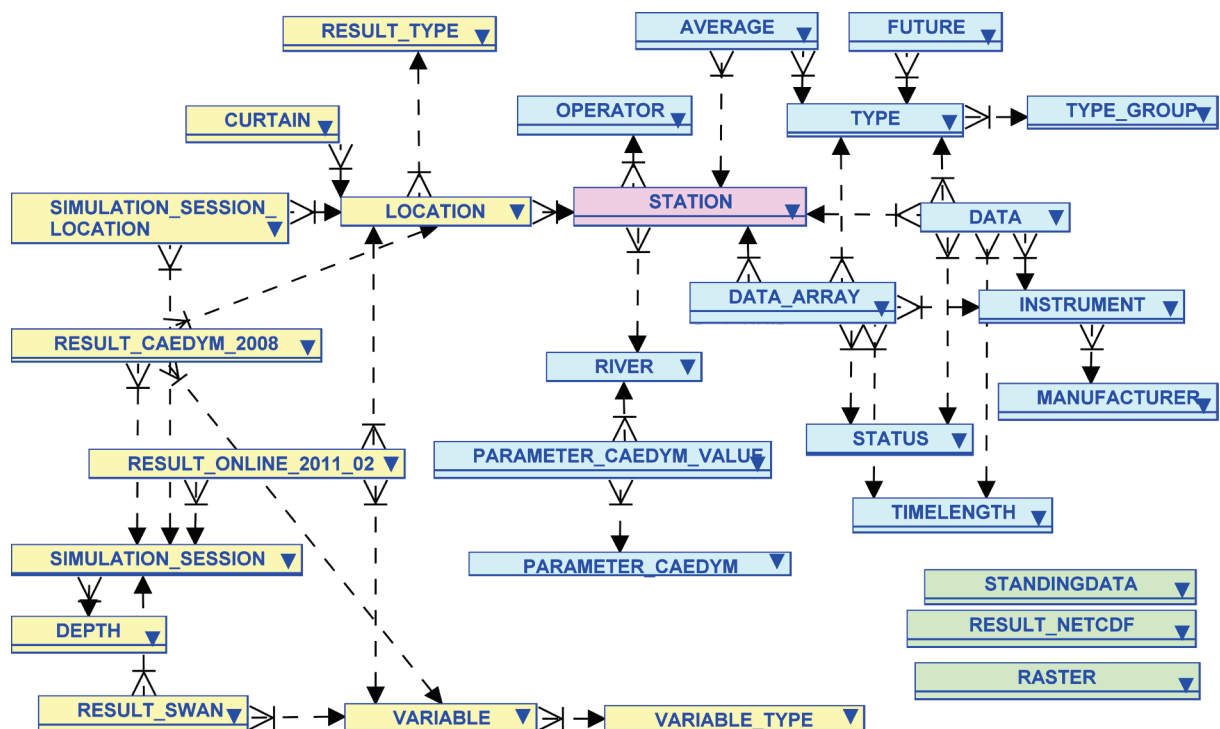 RESULT_TYPE
AVERAGE
FUTURE
CURTAIN
OPERATOR
TYPE
TYPE_GROUP
SIMULATION_SESSION_
LOCATION
LOCATION
STATION
DATA
DATA_ARRAY
INSTRUMENT
RESULT_CAEDYM_2008
RIVER
MANUFACTURER
STATUS
RESULT_ONLINE_2011_02
PARAMETER_CAEDYM_VALUE
TIMELENGTH
SIMULATION_SESSION
PARAMETER_CAEDYM
STANDINGDATA
DEPTH
RESULT_NETCDF
RASTER
RESULT_SWAN
VARIABLE
VARIABLE_TYPE